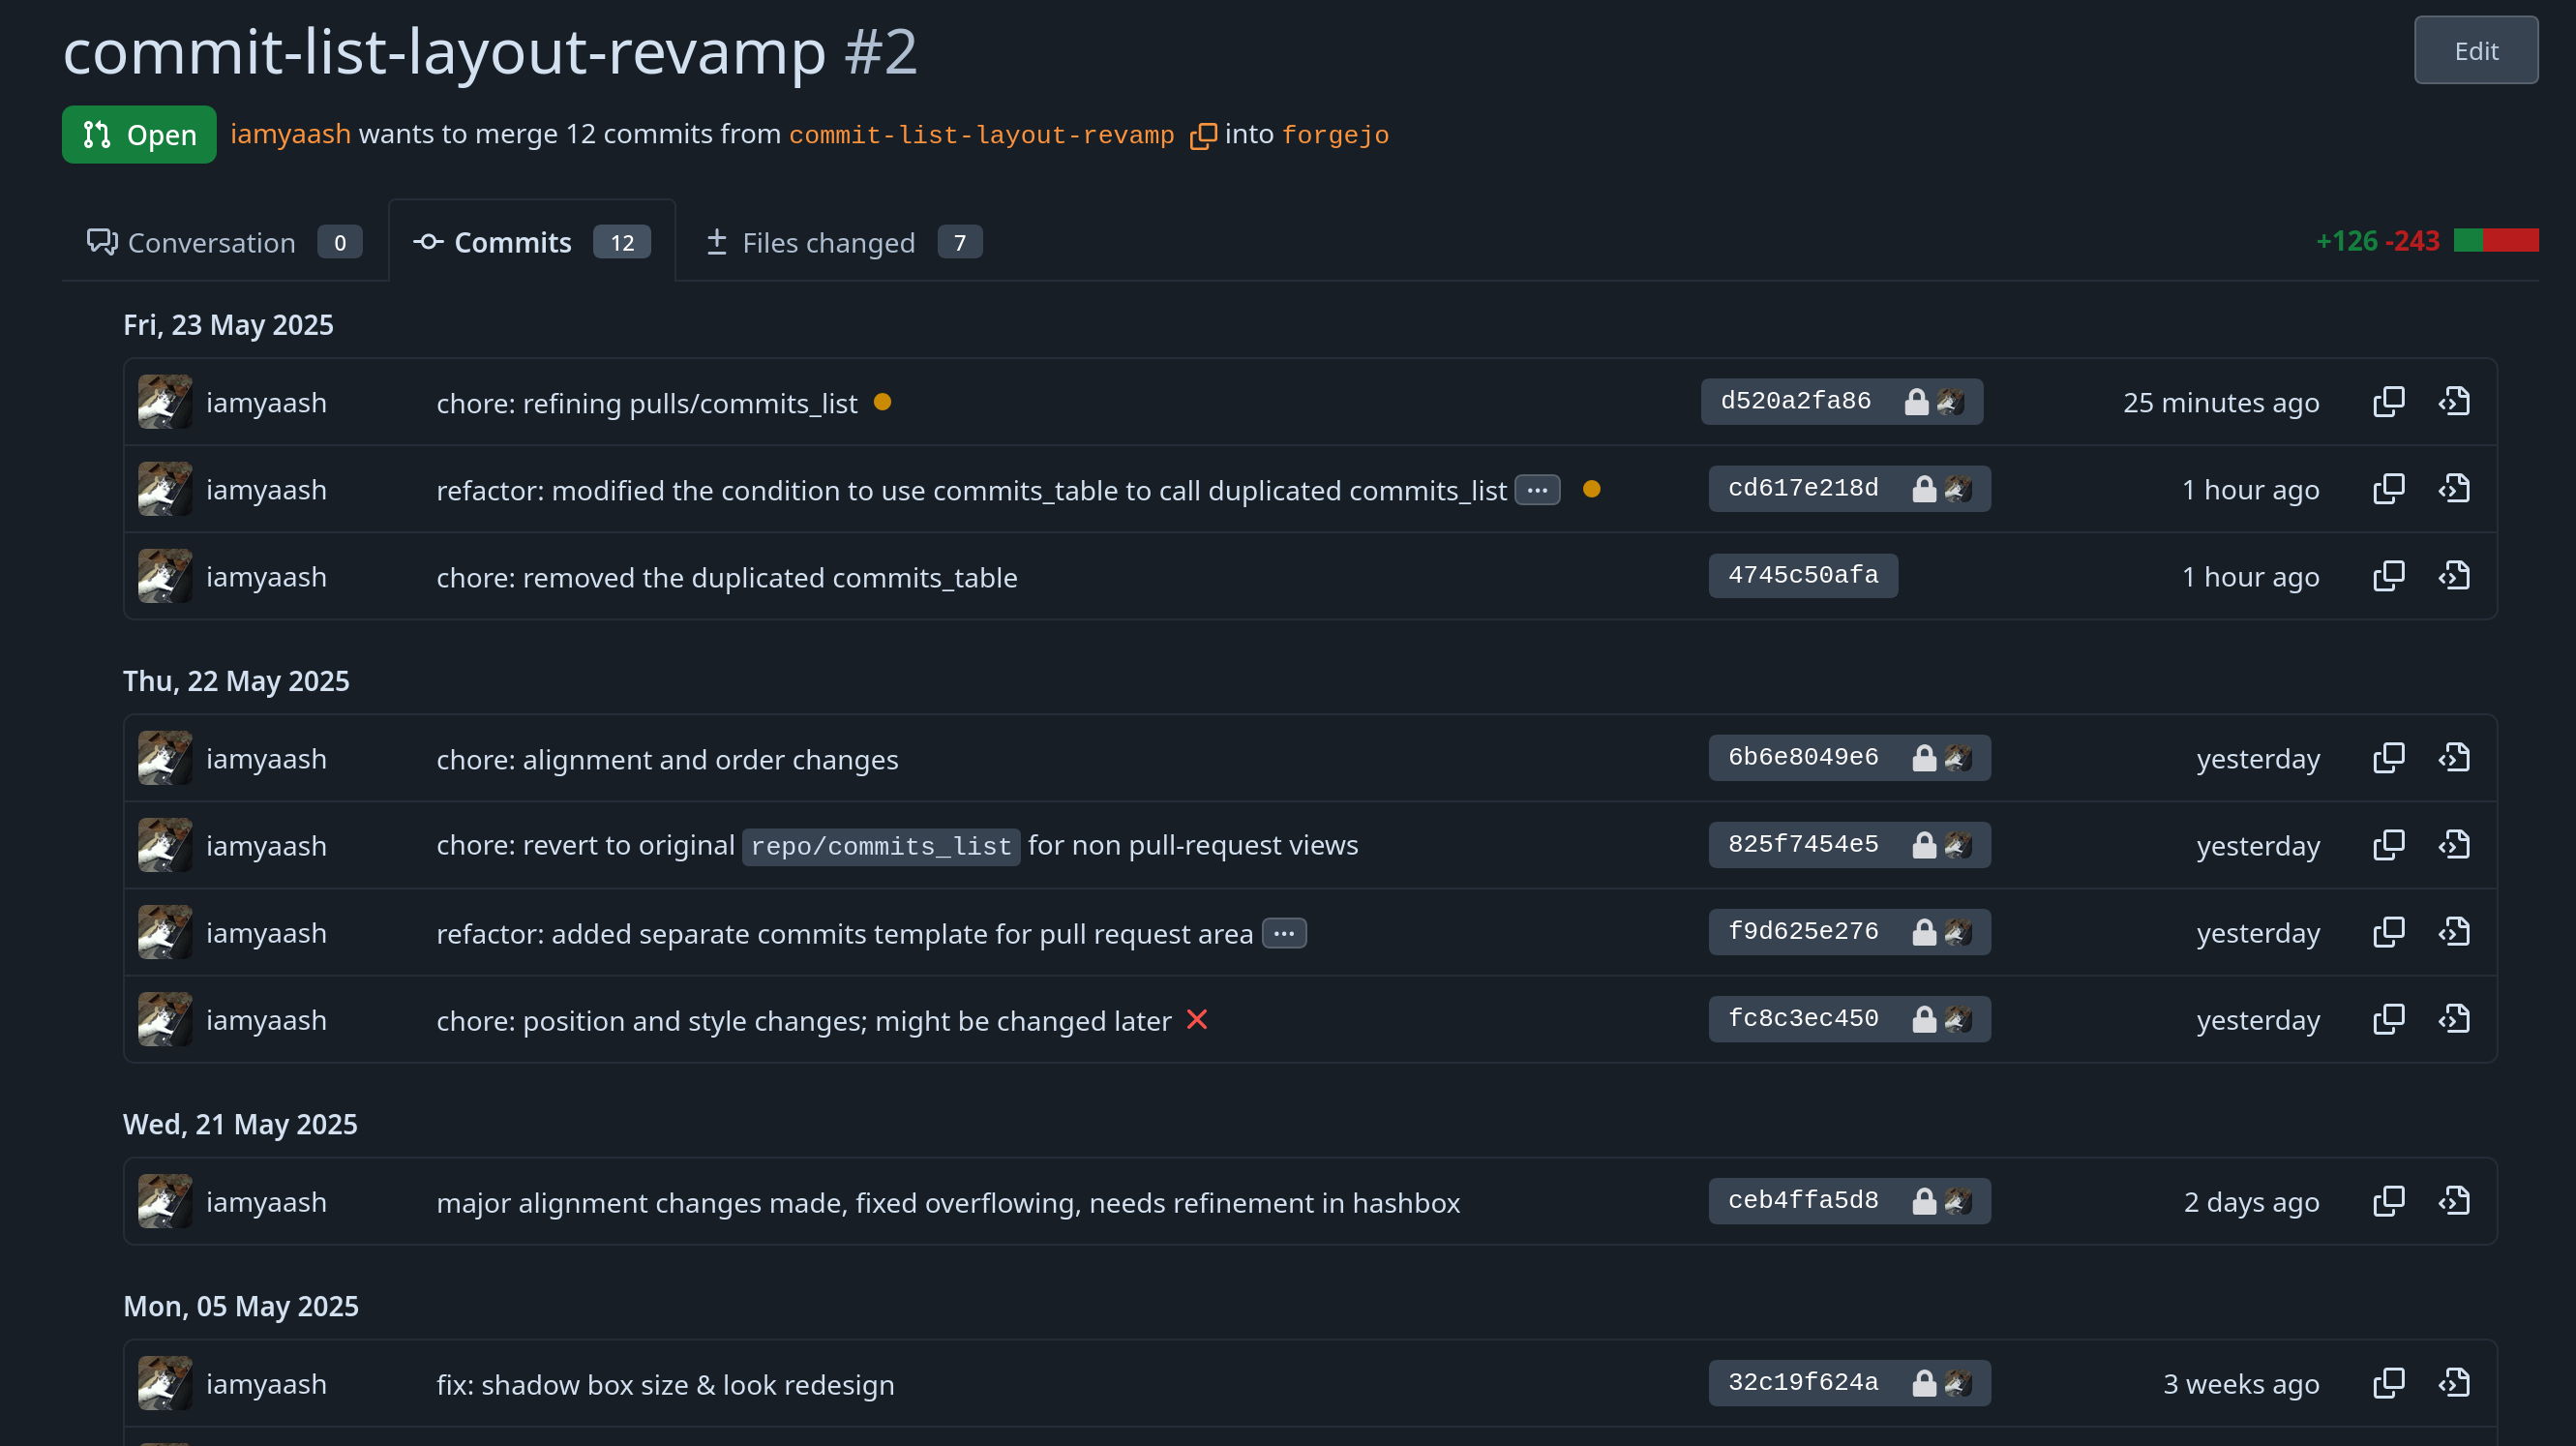 commit-list-layout-revamp #2 Edit
Open iamyaash wants to merge 12 commits from commit-list-layout-revamp into forgejo
Conversation 0 Commits 12 Files changed 7 +126 -243
Fri, 23 May 2025
iamyaash chore: refining pulls/commits_list d520a2fa86 25 minutes ago
iamyaash refactor: modified the condition to use commits_table to call duplicated commits_list ... cd617e218d 1 hour ago
iamyaash chore: removed the duplicated commits_table 4745c50afa 1 hour ago
Thu, 22 May 2025
iamyaash chore: alignment and order changes 6b6e8049e6 yesterday
iamyaash chore: revert to original repo/commits_list for non pull-request views 825f7454e5 yesterday
iamyaash refactor: added separate commits template for pull request area ... f9d625e276 yesterday
iamyaash chore: position and style changes; might be changed later fc8c3ec450 yesterday
Wed, 21 May 2025
iamyaash major alignment changes made, fixed overflowing, needs refinement in hashbox ceb4ffa5d8 2 days ago
Mon, 05 May 2025
iamyaash fix: shadow box size & look redesign 32c19f624a 3 weeks ago